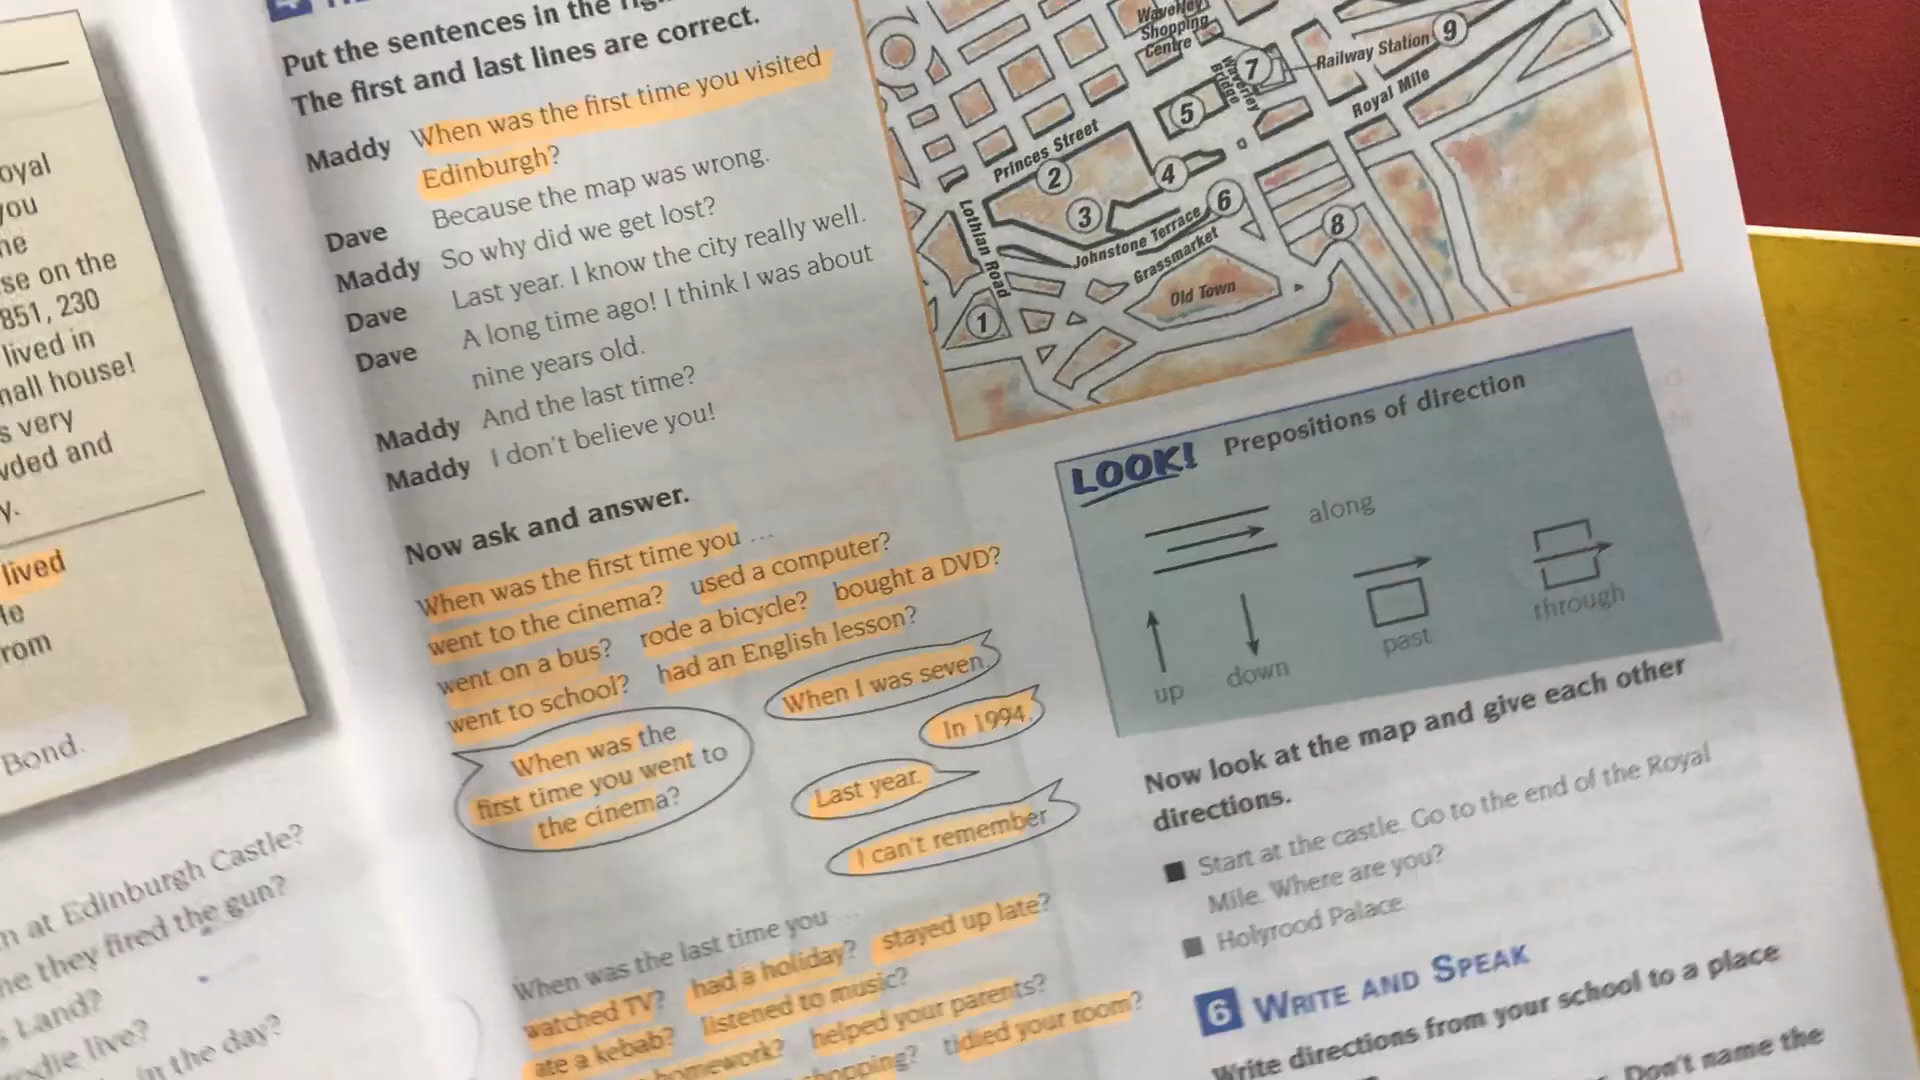 Put the sentences in the
The first and last lines are correct.
Maddy When was the first time you visited
Edinburgh?
Dave Because the map was wrong.
Maddy So why did we get lost?
Dave Last year. I know the city really well.
Dave A long time ago! I think I was about
nine years old.
Maddy And the last time?
Maddy I don't believe you!
Now ask and answer.
When was the first time you ...
went to the cinema? used a computer?
went on a bus? rode a bicycle? bought a DVD?
went to school? had an English lesson?
When I was seven.
In 1994.
When was the
first time you went to
the cinema?
Last year.
I can't remember
When was the last time you
watched TV? had a holiday? stayed up late?
ate a kebab? listened to music?
homework? helped your parents?
tidied your room?
you
se on the
851, 230
lived in
house!
s very
and
y.
lived
rom
Bond.
at Edinburgh Castle?
they fired the gun?
Land?
live?
in the day?
Waverley
Shopping
Centre
Waverley
Bridge
7
Railway Station
9
Royal Mile
5
Princes Street
2
4
3
6
8
Johnstone Terrace
Grassmarket
Lothian Road
Old Town
1
LOOK! Prepositions of direction
along
up
down
past
through
Now look at the map and give each other
directions.
■ Start at the castle. Go to the end of the Royal
Mile. Where are you?
■ Holyrood Palace.
6 WRITE AND SPEAK
Write directions from your school to a place
Don't name the